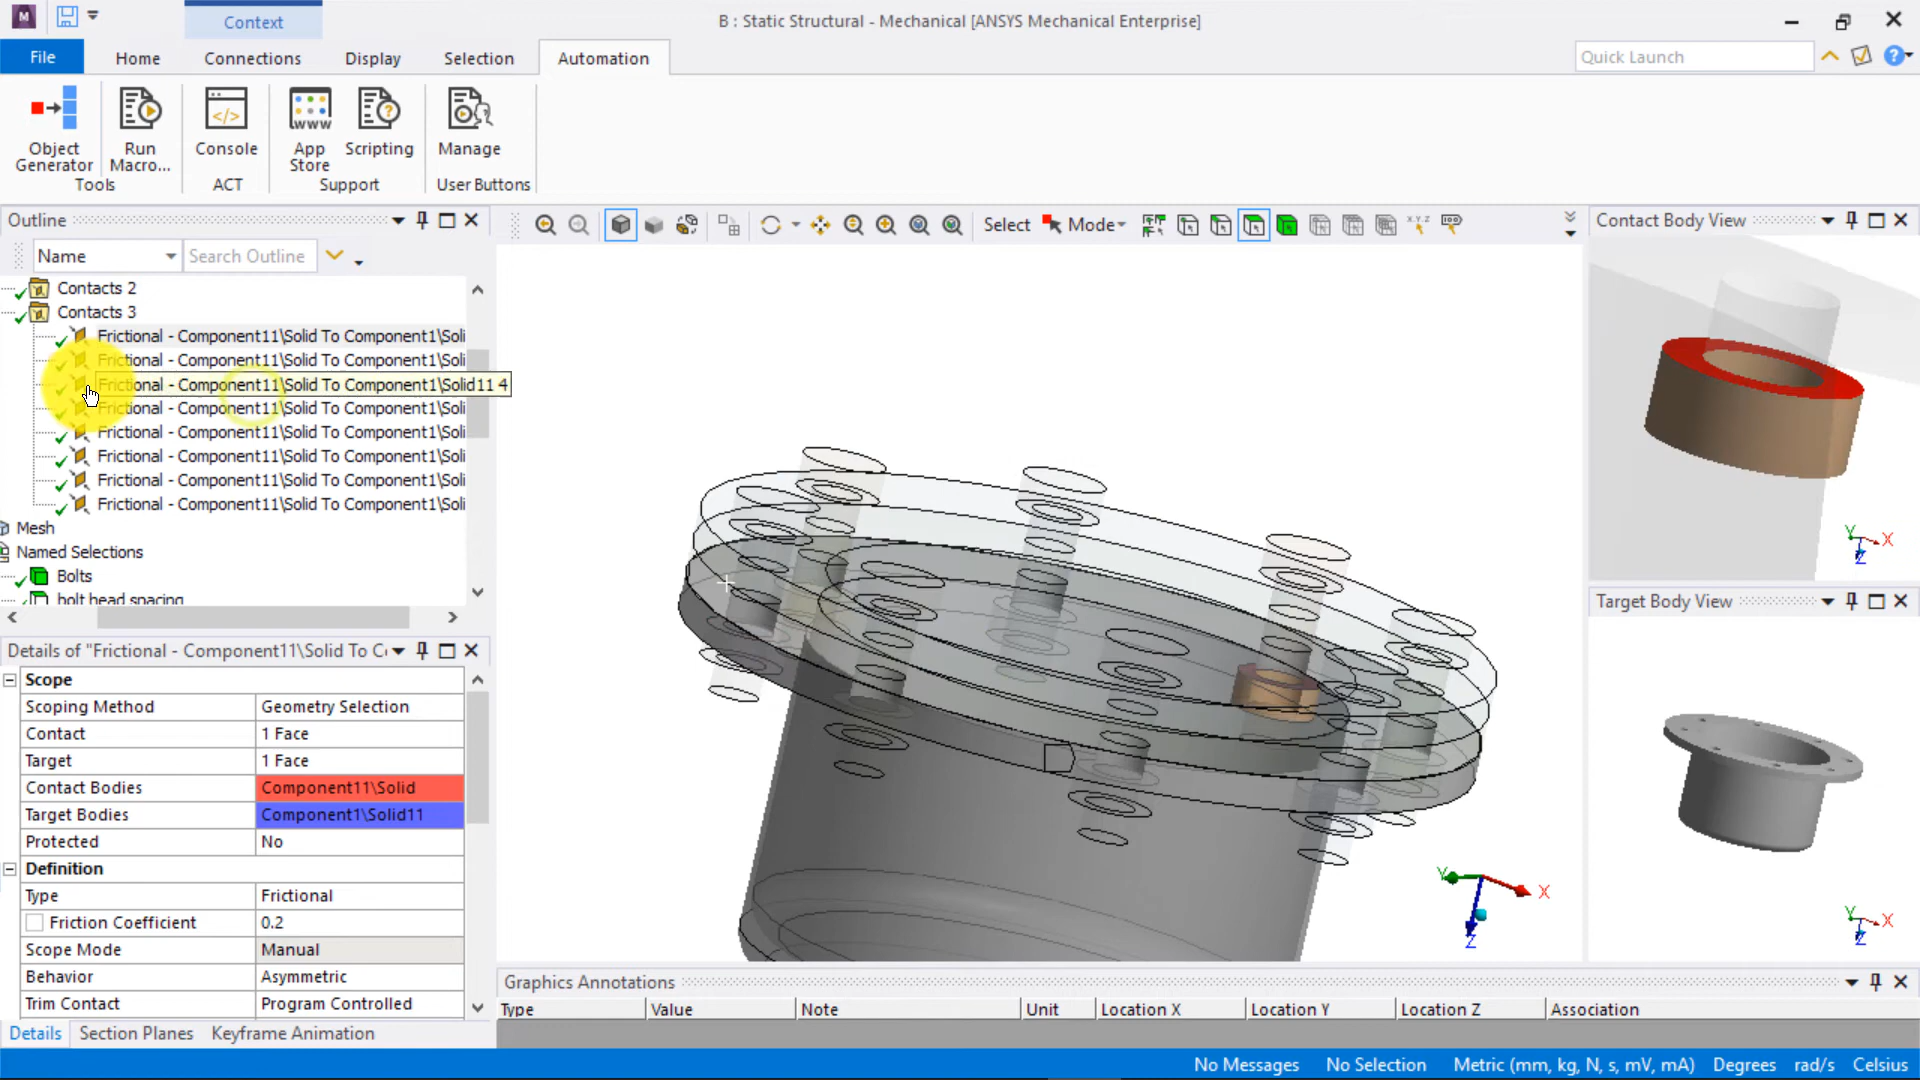 Context
B : Static Structural - Mechanical [ANSYS Mechanical Enterprise]
File
Home
Connections
Display
Selection
Automation
Quick Launch
Object Generator
Run Macro...
Console
App Store
Scripting
Manage
Tools
ACT
Support
User Buttons
Outline
Name
Search Outline
Select
Mode
Contact Body View
Contacts 2
Contacts 3
Frictional - Component11\Solid To Component1\Soli
Frictional - Component11\Solid To Component1\Soli
Frictional - Component11\Solid To Component1\Solid11 4
Frictional - Component11\Solid To Component1\Soli
Frictional - Component11\Solid To Component1\Soli
Frictional - Component11\Solid To Component1\Soli
Frictional - Component11\Solid To Component1\Soli
Frictional - Component11\Solid To Component1\Soli
Mesh
Named Selections
Bolts
bolt head spacing
Y X Z
Target Body View
Details of "Frictional - Component11\Solid To C
Scope
Scoping Method Geometry Selection
Contact 1 Face
Target 1 Face
Contact Bodies Component11\Solid
Target Bodies Component1\Solid11
Protected No
Definition
Type Frictional
Friction Coefficient 0.2
Scope Mode Manual
Behavior Asymmetric
Trim Contact Program Controlled
Y X Z
Y X Z
Details
Section Planes
Keyframe Animation
Graphics Annotations
Type Value Note Unit Location X Location Y Location Z Association
No Messages No Selection Metric (mm, kg, N, s, mV, mA) Degrees rad/s Celsius